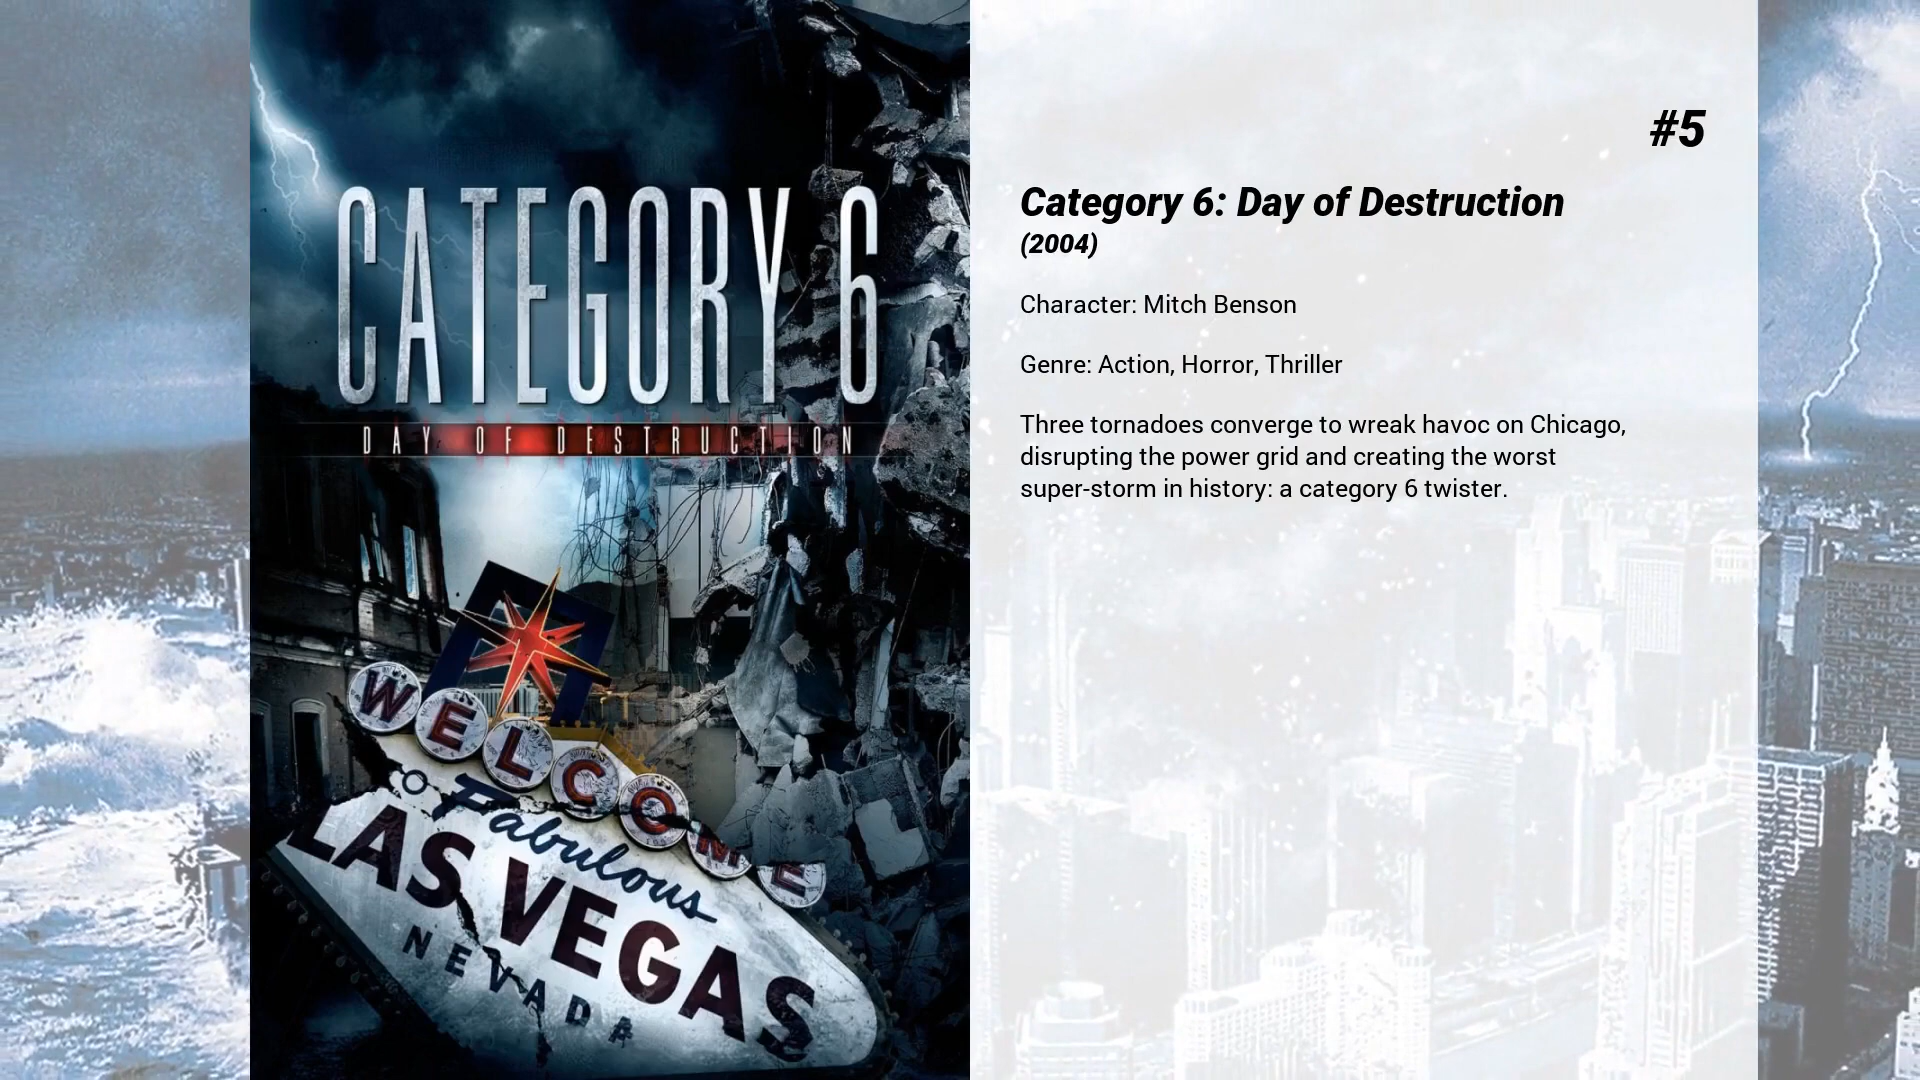 CATEGORY 6
DAY OF DESTRUCTION
WELCOME
TO Fabulous
LAS VEGAS
NEVADA
#5
Category 6: Day of Destruction
(2004)
Character: Mitch Benson
Genre: Action, Horror, Thriller
Three tornadoes converge to wreak havoc on Chicago,
disrupting the power grid and creating the worst
super-storm in history: a category 6 twister.